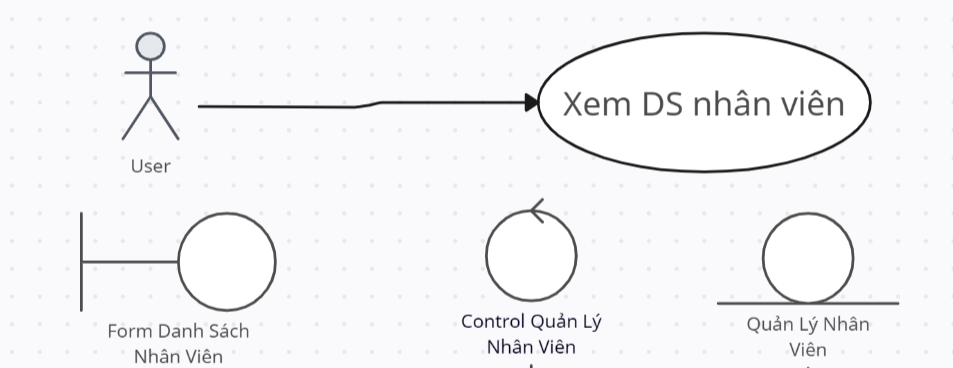 Xem DS nhân viên
User
Form Danh Sách
Nhân Viên
Control Quản Lý
Nhân Viên
Quản Lý Nhân
Viên